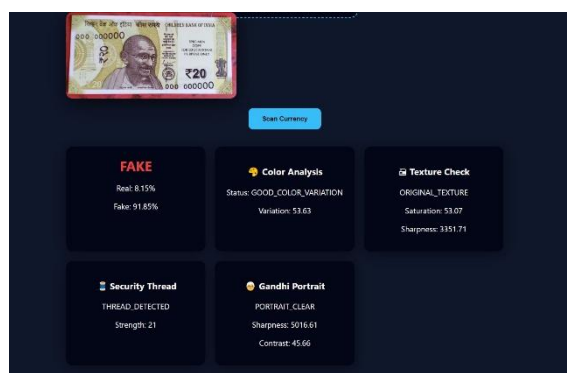 CHILDREN BANK OF INDIA
000 000000
₹20
₹20
000 000000
Scan Currency
FAKE
Real: 8.15%
Fake: 91.85%
Color Analysis
Status: GOOD_COLOR_VARIATION
Variation: 53.63
Texture Check
ORIGINAL_TEXTURE
Saturation: 53.07
Sharpness: 3351.71
Security Thread
THREAD_DETECTED
Strength: 21
Gandhi Portrait
PORTRAIT_CLEAR
Sharpness: 5016.61
Contrast: 45.66